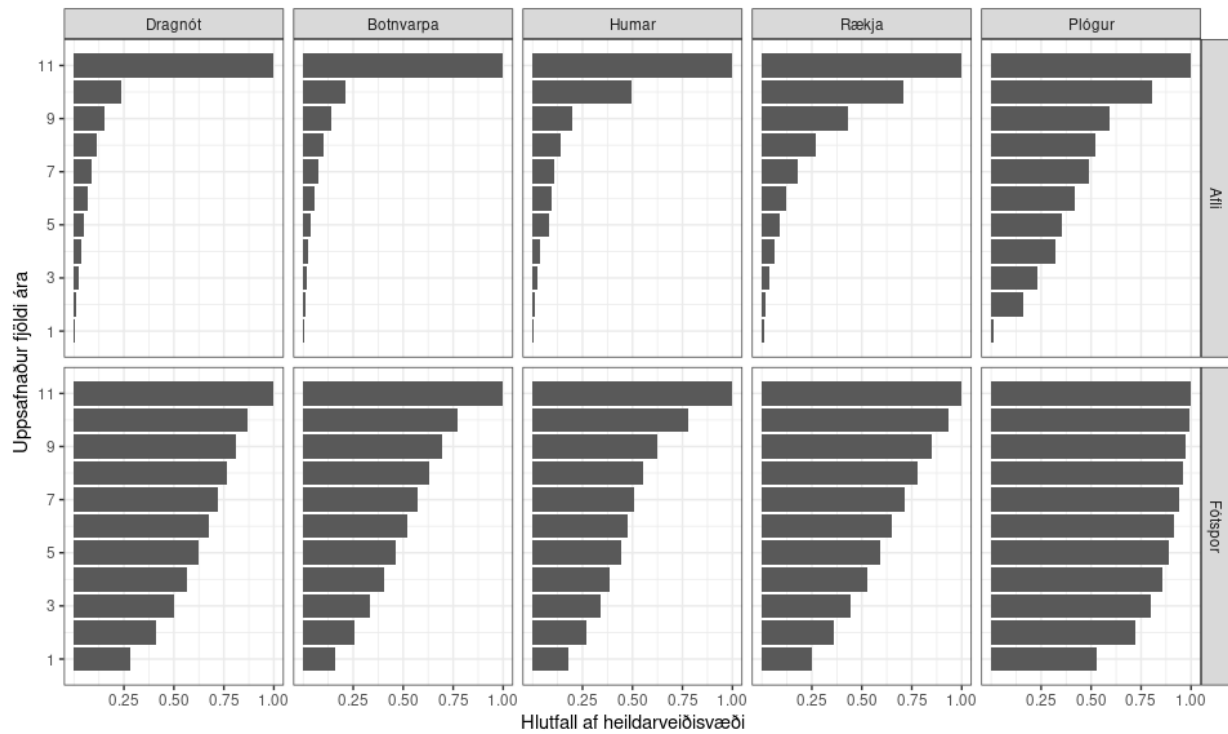 Dragnót Botnvarpa Humar Rækja Plógur
11
9
7
5
3
1
Afli
Uppsafnaður fjöldi ára
11
9
7
5
3
1
Fótspor
0.25 0.50 0.75 1.00 0.25 0.50 0.75 1.00 0.25 0.50 0.75 1.00 0.25 0.50 0.75 1.00 0.25 0.50 0.75 1.00
Hlutfall af heildarveiðisvæði